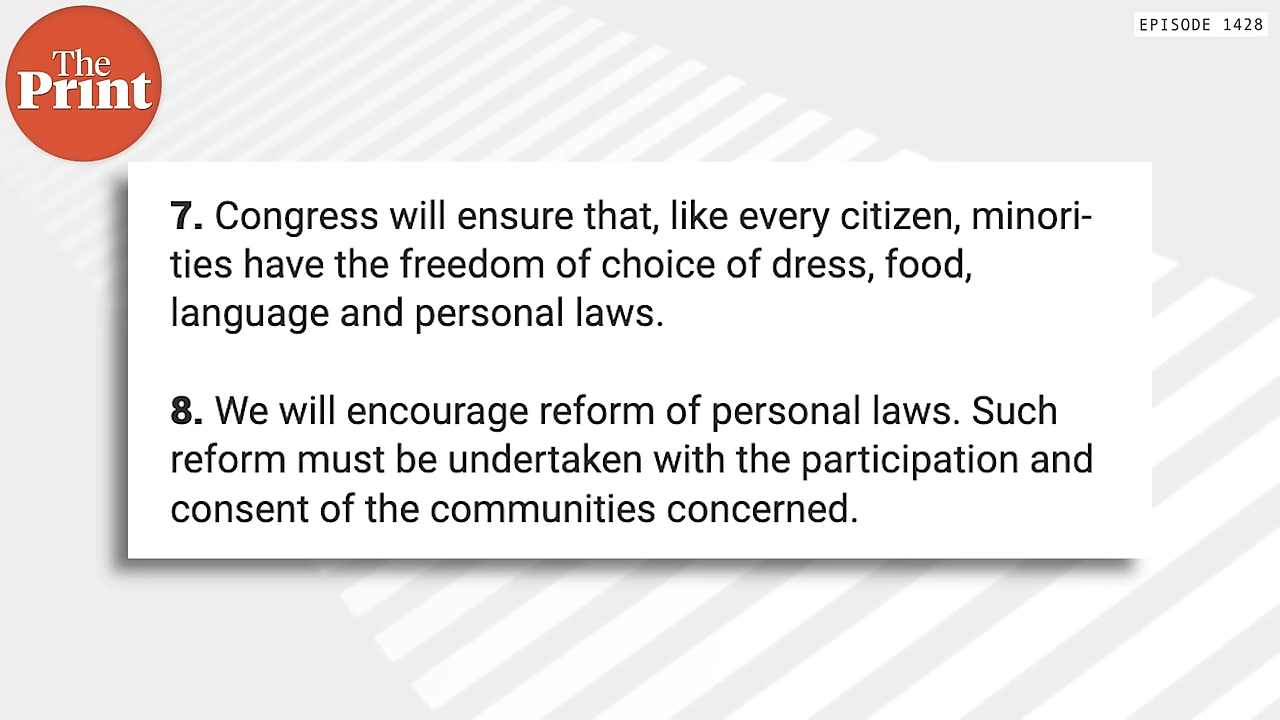 The
Print
EPISODE 1428
7. Congress will ensure that, like every citizen, minori-
ties have the freedom of choice of dress, food,
language and personal laws.
8. We will encourage reform of personal laws. Such
reform must be undertaken with the participation and
consent of the communities concerned.